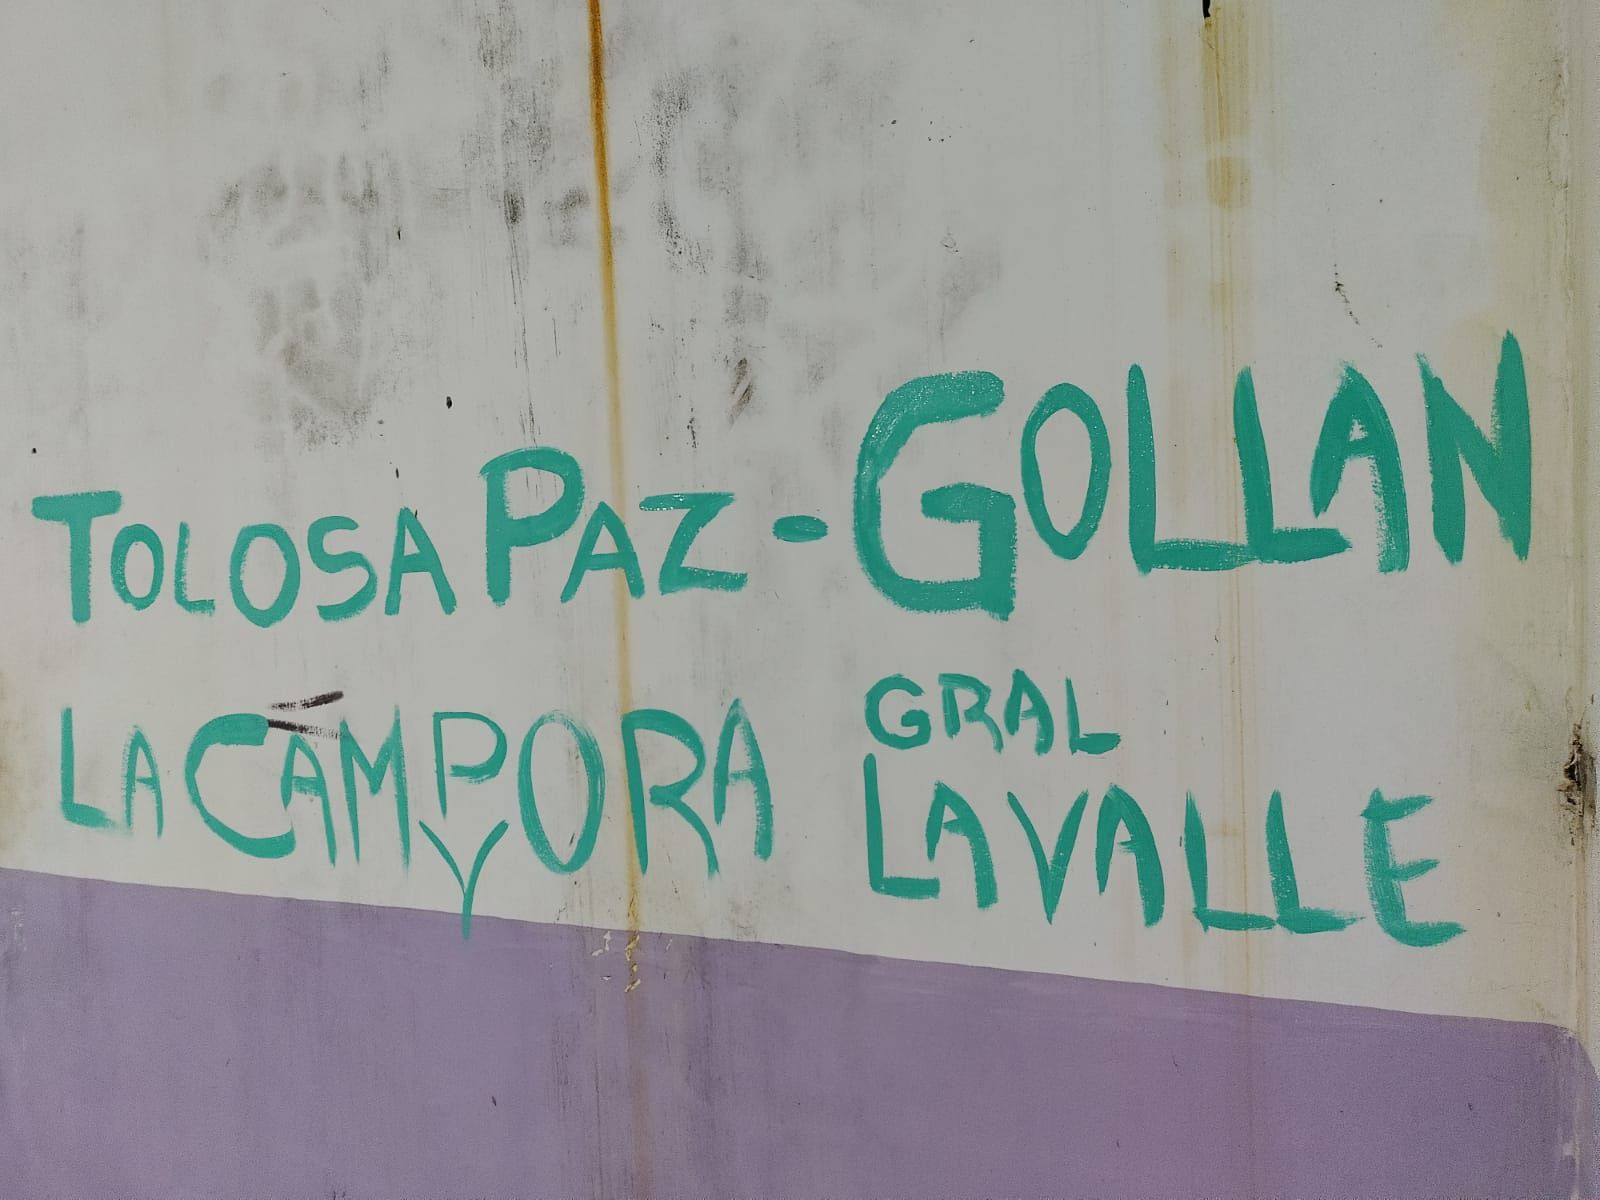 TOLOSA PAZ - GOLLAN
LA CÁMPORA
GRAL
LAVALLE